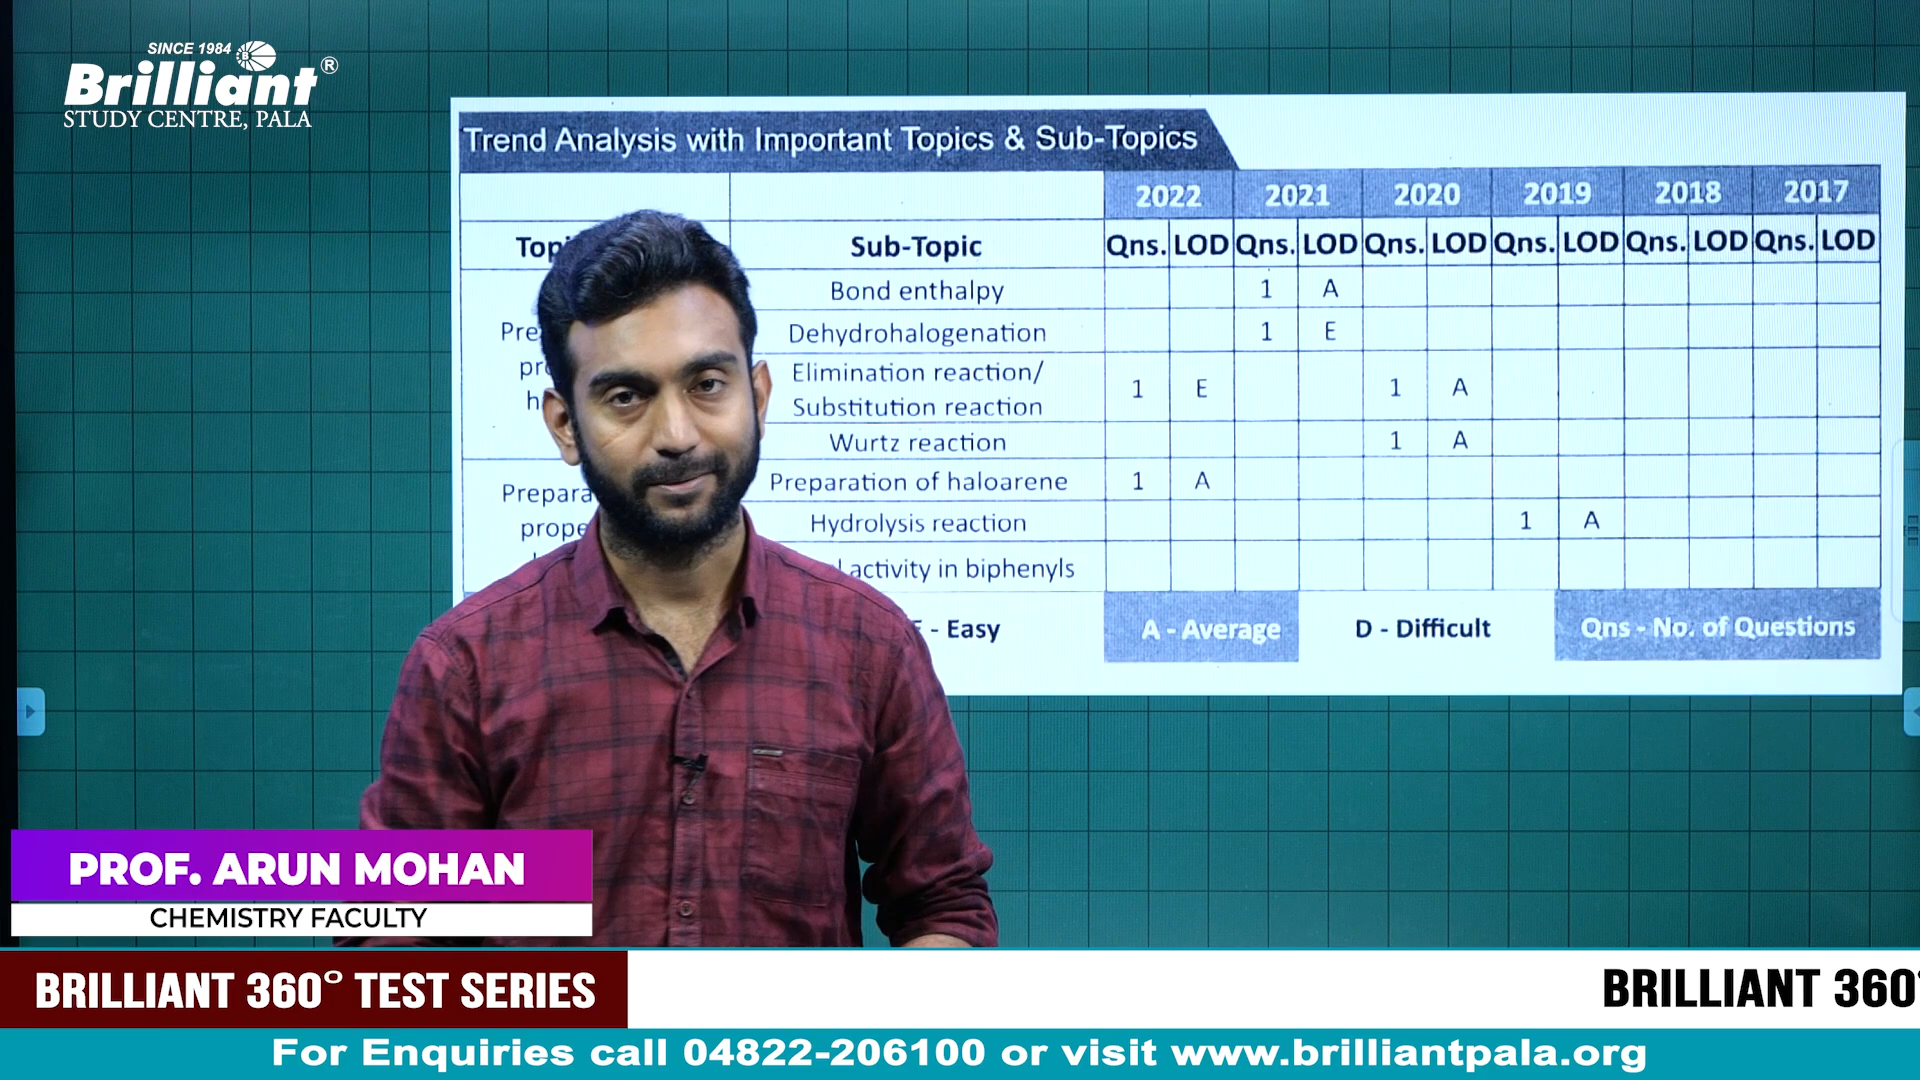 SINCE 1984
Brilliant®
STUDY CENTRE, PALA
Trend Analysis with Important Topics & Sub-Topics
2022 2021 2020 2019 2018 2017
Sub-Topic Qns. LOD Qns. LOD Qns. LOD Qns. LOD Qns. LOD Qns. LOD
Bond enthalpy 1 A
Dehydrohalogenation 1 E
Elimination reaction/
Substitution reaction 1 E 1 A
Wurtz reaction 1 A
Preparation of haloarene 1 A
Hydrolysis reaction 1 A
activity in biphenyls
E - Easy A - Average D - Difficult Qns - No. of Questions
PROF. ARUN MOHAN
CHEMISTRY FACULTY
BRILLIANT 360° TEST SERIES BRILLIANT 360°
For Enquiries call 04822-206100 or visit www.brilliantpala.org